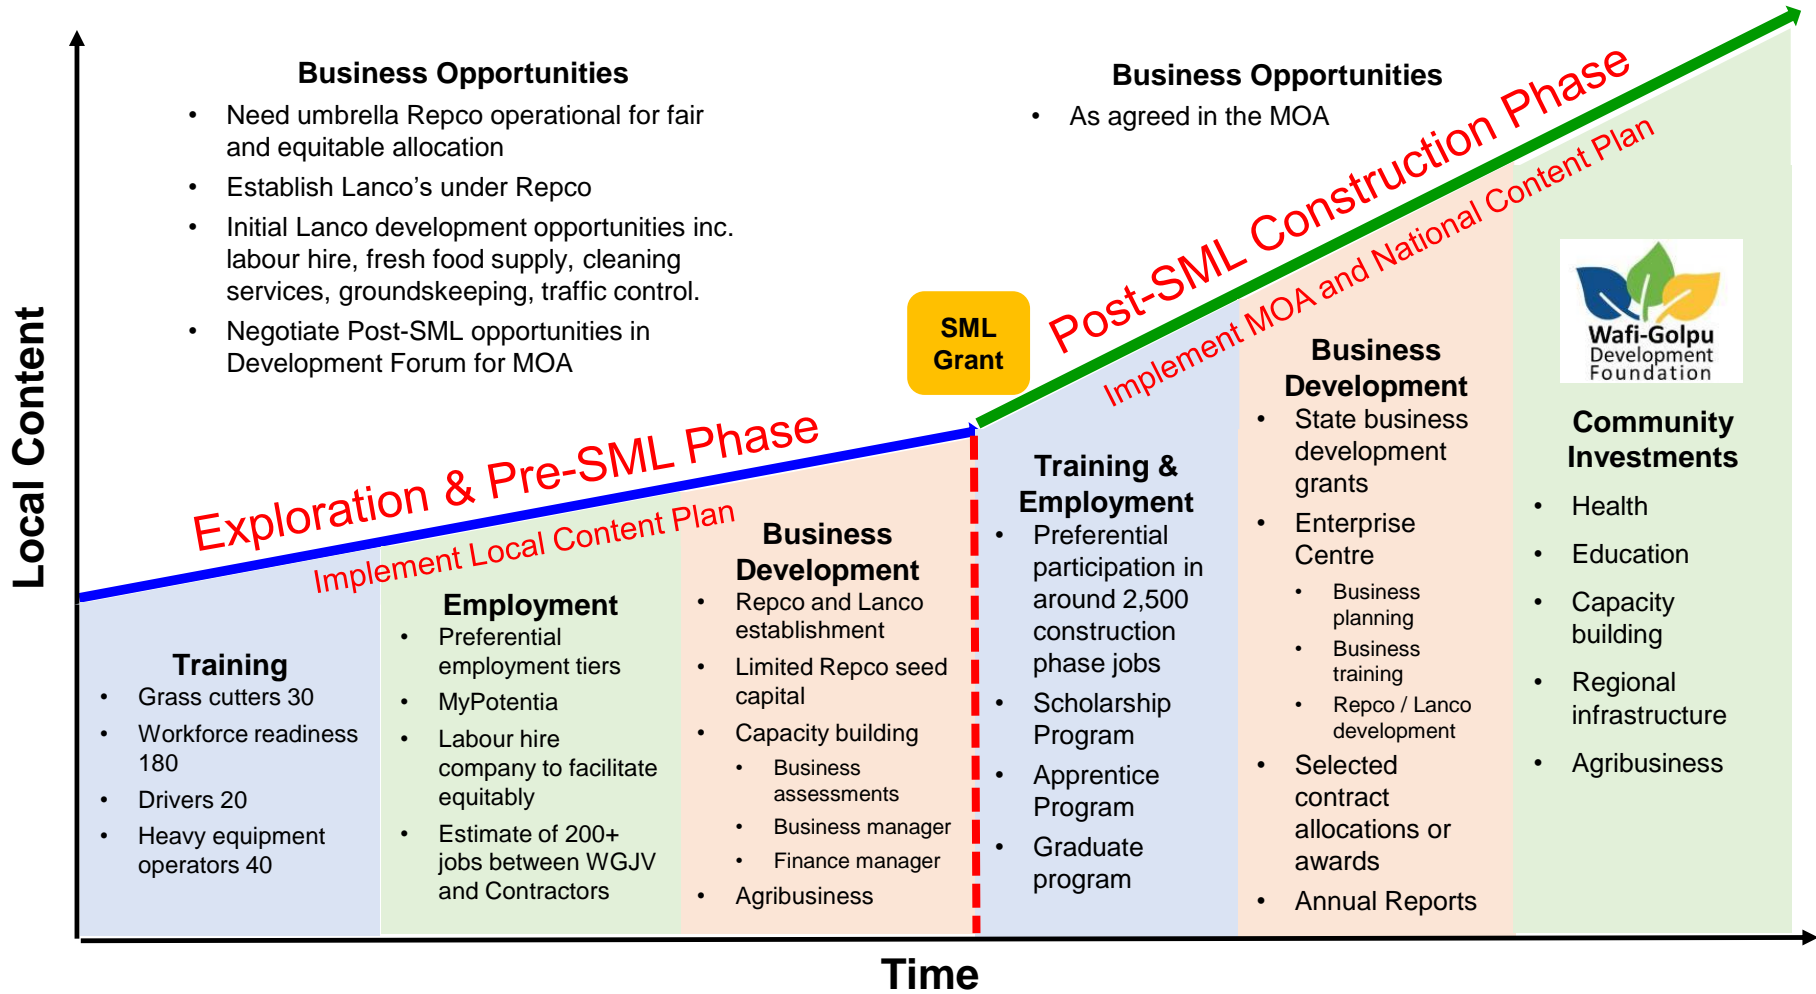 Business Opportunities
• Need umbrella Repco operational for fair
and equitable allocation
• Establish Lanco's under Repco
• Initial Lanco development opportunities inc.
labour hire, fresh food supply, cleaning
services, groundskeeping, traffic control.
• Negotiate Post-SML opportunities in
Development Forum for MOA
Business Opportunities
• As agreed in the MOA
Local Content
Exploration & Pre-SML Phase
Implement Local Content Plan
SML
Grant
Post-SML Construction Phase
Implement MOA and National Content Plan
Training
• Grass cutters 30
• Workforce readiness
180
• Drivers 20
• Heavy equipment
operators 40
Employment
• Preferential
employment tiers
• MyPotentia
• Labour hire
company to facilitate
equitably
• Estimate of 200+
jobs between WGJV
and Contractors
Business
Development
• Repco and Lanco
establishment
• Limited Repco seed
capital
• Capacity building
• Business
assessments
• Business manager
• Finance manager
• Agribusiness
Training &
Employment
• Preferential
participation in
around 2,500
construction
phase jobs
• Scholarship
Program
• Apprentice
Program
• Graduate
program
Business
Development
• State business
development
grants
• Enterprise
Centre
• Business
planning
• Business
training
• Repco / Lanco
development
• Selected
contract
allocations or
awards
• Annual Reports
Wafi-Golpu
Development
Foundation
Community
Investments
• Health
• Education
• Capacity
building
• Regional
infrastructure
• Agribusiness
Time